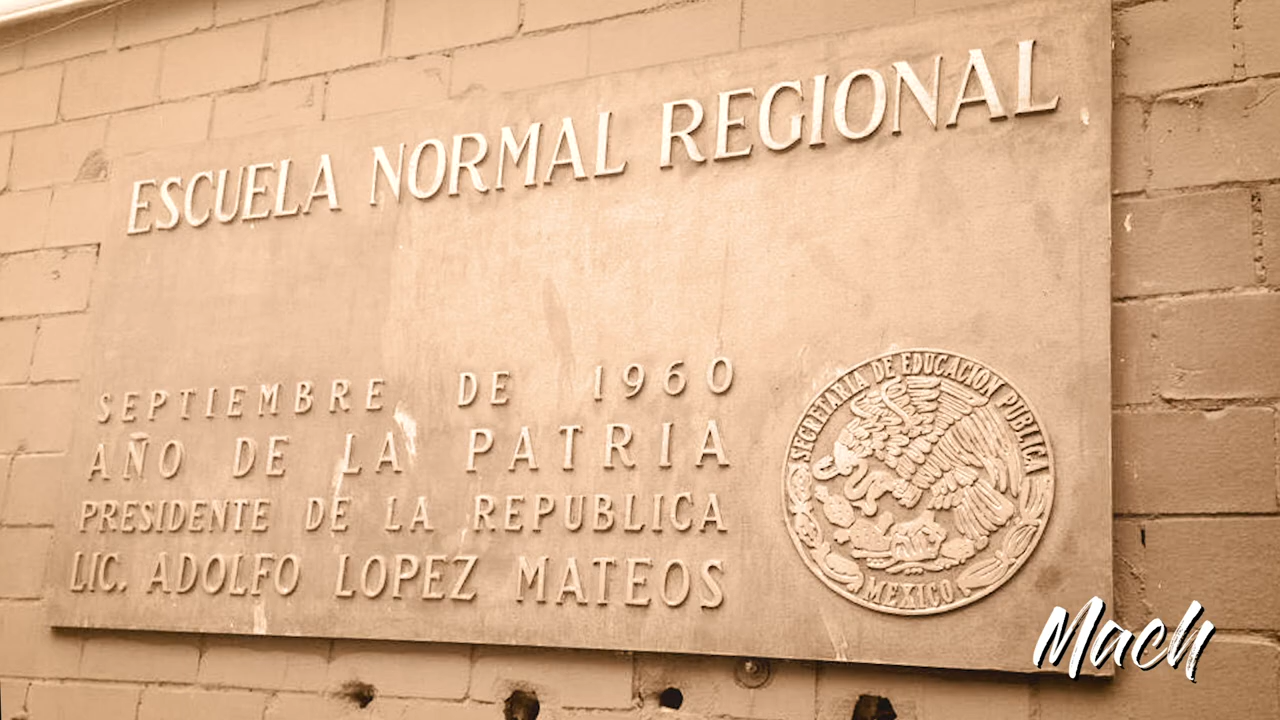 ESCUELA NORMAL REGIONAL
SEPTIEMBRE DE 1960
AÑO DE LA PATRIA
PRESIDENTE DE LA REPUBLICA
LIC. ADOLFO LOPEZ MATEOS
SECRETARIA DE EDUCACION PUBLICA
MEXICO
Mach